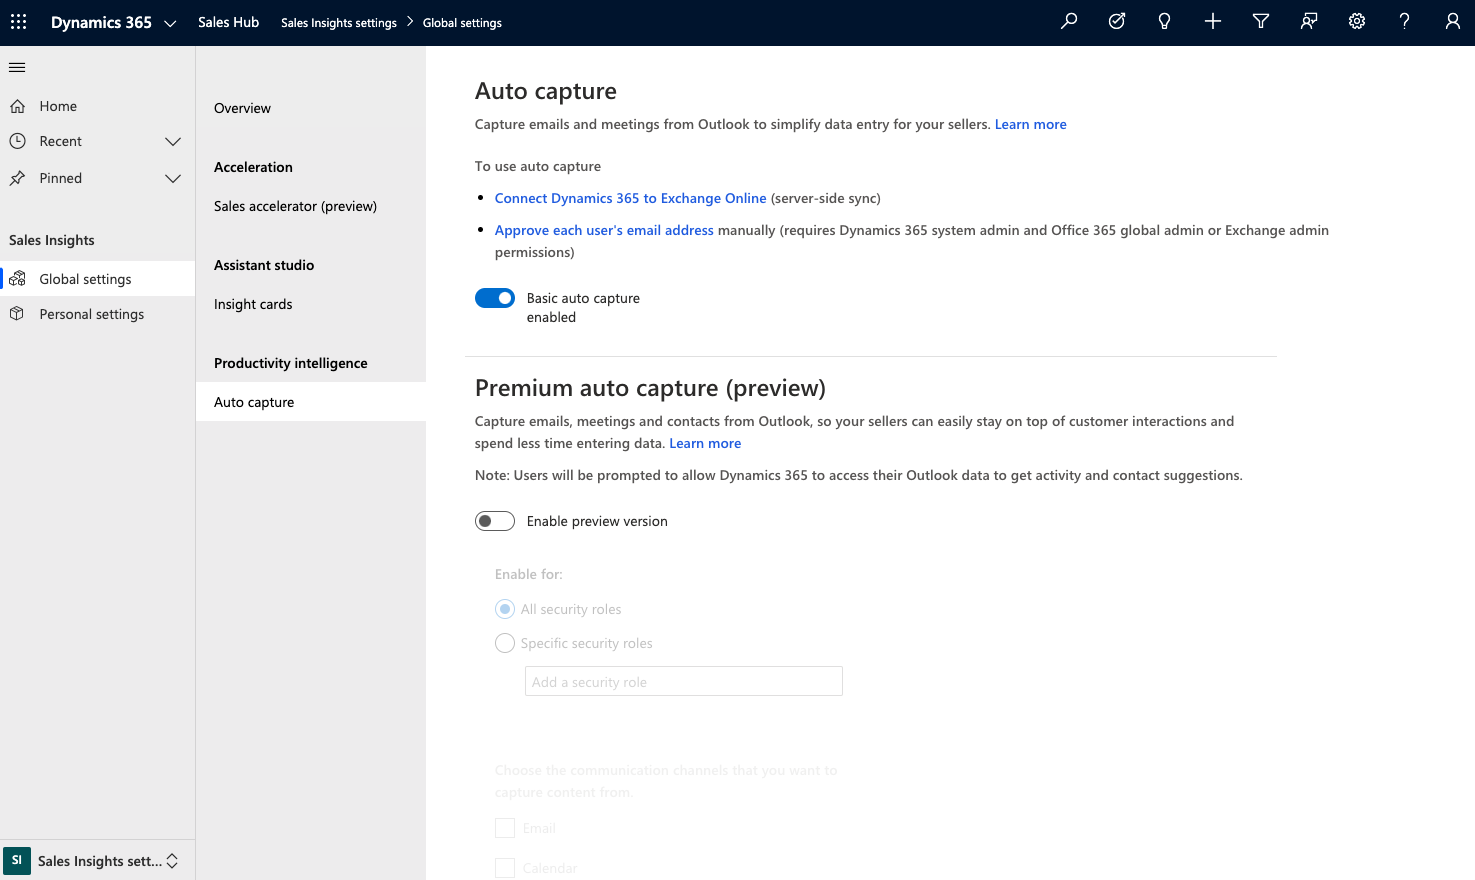 Dynamics 365
Sales Hub
Sales Insights settings
Global settings
Home
Recent
Pinned
Sales Insights
Global settings
Personal settings
SI
Sales Insights sett...
Overview
Acceleration
Sales accelerator (preview)
Assistant studio
Insight cards
Productivity intelligence
Auto capture
Auto capture
Capture emails and meetings from Outlook to simplify data entry for your sellers. Learn more
To use auto capture
Connect Dynamics 365 to Exchange Online (server-side sync)
Approve each user's email address manually (requires Dynamics 365 system admin and Office 365 global admin or Exchange admin
permissions)
Basic auto capture
enabled
Premium auto capture (preview)
Capture emails, meetings and contacts from Outlook, so your sellers can easily stay on top of customer interactions and
spend less time entering data. Learn more
Note: Users will be prompted to allow Dynamics 365 to access their Outlook data to get activity and contact suggestions.
Enable preview version
Enable for:
All security roles
Specific security roles
Add a security role
Choose the communication channels that you want to
capture content from.
Email
Calendar